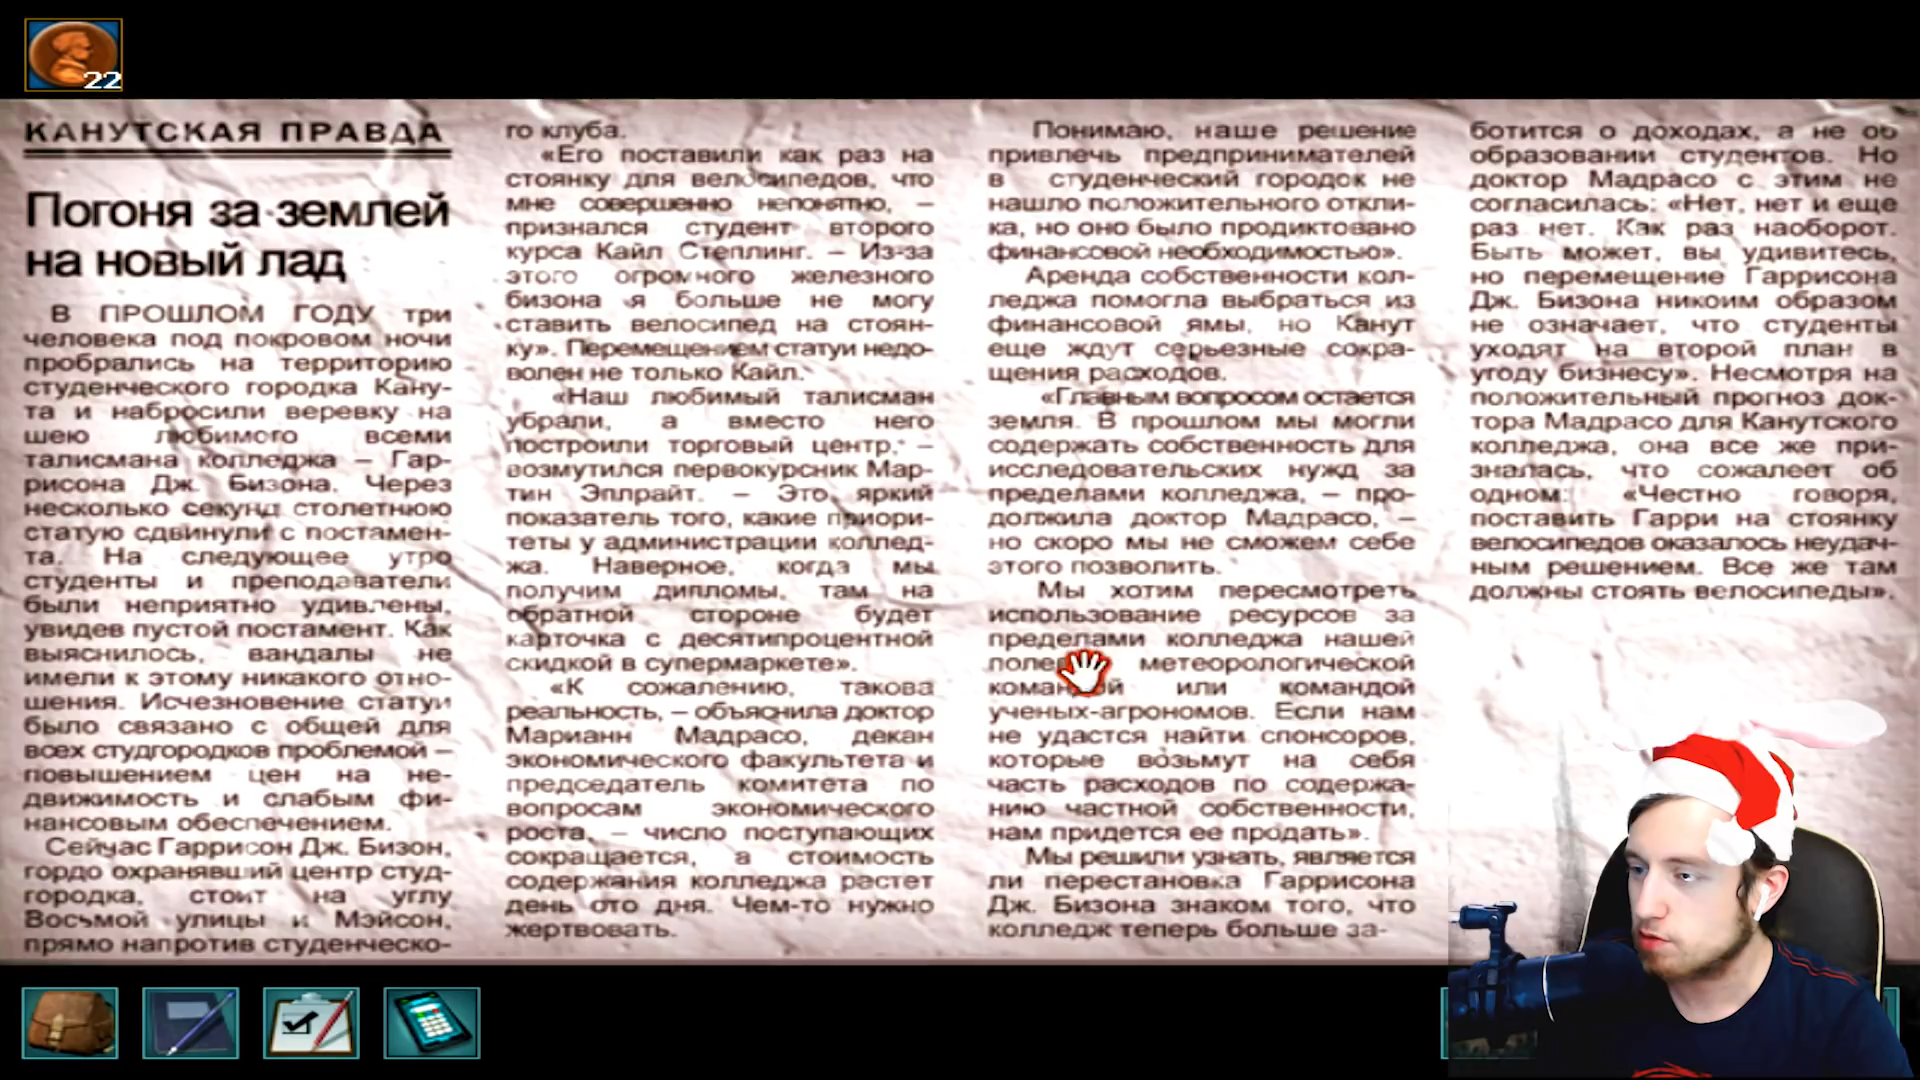 22
КАНУТСКАЯ ПРАВДА
Погоня за землей
на новый лад
В ПРОШЛОМ ГОДУ три
человека под покровом ночи
пробрались на территорию
студенческого городка Кану-
та и набросили веревку на
шею любимого всеми
талисмана колледжа – Гар-
рисона Дж. Бизона. Через
несколько секунд столетнюю
статую сдвинули с постамен-
та. На следующее утро
студенты и преподаватели
были неприятно удивлены,
увидев пустой постамент. Как
выяснилось, вандалы не
имели к этому никакого отно-
шения. Исчезновение статуи
было связано с общей для
всех студгородков проблемой –
повышением цен на не-
движимость и слабым фи-
нансовым обеспечением.
Сейчас Гаррисон Дж. Бизон,
гордо охранявший центр студ-
городка, стоит на углу
Восьмой улицы и Мэйсон,
прямо напротив студенческо-
го клуба.
«Его поставили как раз на
стоянку для велосипедов, что
мне совершенно непонятно, –
признался студент второго
курса Кайл Степлинг. – Из-за
этого огромного железного
бизона я больше не могу
ставить велосипед на стоян-
ку». Перемещением статуи недо-
волен не только Кайл.
«Наш любимый талисман
убрали, а вместо него
построили торговый центр, –
возмутился первокурсник Мар-
тин Эплрайт. – Это яркий
показатель того, какие приори-
теты у администрации коллед-
жа. Наверное, когда мы
получим дипломы, там на
обратной стороне будет
карточка с десятипроцентной
скидкой в супермаркете».
«К сожалению, такова
реальность, – объяснила доктор
Марианн Мадрасо, декан
экономического факультета и
председатель комитета по
вопросам экономического
роста, – число поступающих
сокращается, а стоимость
содержания колледжа растет
день ото дня. Чем-то нужно
жертвовать.
Понимаю, наше решение
привлечь предпринимателей
в студенческий городок не
нашло положительного откли-
ка, но оно было продиктовано
финансовой необходимостью».
Аренда собственности кол-
леджа помогла выбраться из
финансовой ямы, но Канут
еще ждут серьезные сокра-
щения расходов.
«Главным вопросом остается
земля. В прошлом мы могли
содержать собственность для
исследовательских нужд за
пределами колледжа, – про-
должила доктор Мадрасо, –
но скоро мы не сможем себе
этого позволить.
Мы хотим пересмотреть
использование ресурсов за
пределами колледжа нашей
метеорологической
или командой
ученых-агрономов. Если нам
не удастся найти спонсоров,
которые возьмут на себя
часть расходов по содержа-
нию частной собственности,
нам придется ее продать».
Мы решили узнать, является
ли перестановка Гаррисона
Дж. Бизона знаком того, что
колледж теперь больше за-
ботится о доходах, а не об
образовании студентов. Но
доктор Мадрасо с этим не
согласилась: «Нет, нет и еще
раз нет. Как раз наоборот.
Быть может, вы удивитесь,
но перемещение Гаррисона
Дж. Бизона никоим образом
не означает, что студенты
уходят на второй план в
угоду бизнесу». Несмотря на
положительный прогноз док-
тора Мадрасо для Канутского
колледжа, она все же при-
зналась, что сожалеет об
одном: «Честно говоря,
поставить Гарри на стоянку
велосипедов оказалось неудач-
ным решением. Все же там
должны стоять велосипеды».